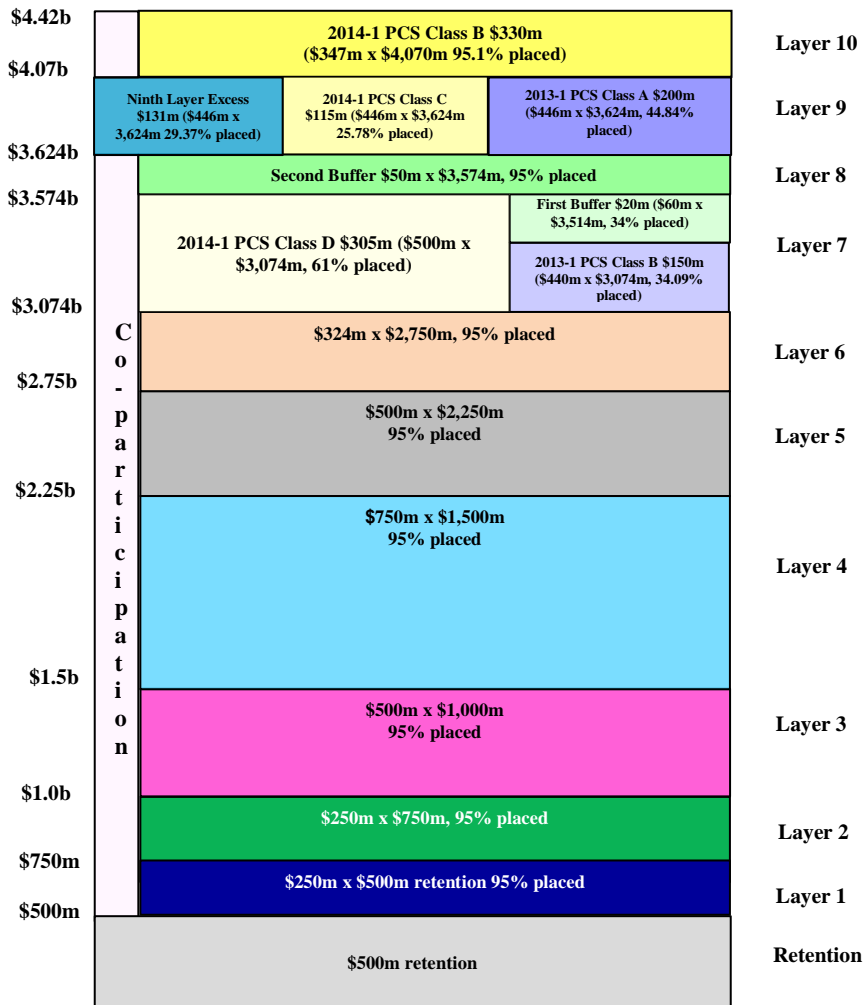 $4.42b
2014-1 PCS Class B $330m
($347m x $4,070m 95.1% placed)
Layer 10
$4.07b
Ninth Layer Excess
$131m ($446m x
3,624m 29.37% placed)
2014-1 PCS Class C
$115m ($446m x $3,624m
25.78% placed)
2013-1 PCS Class A $200m
($446m x $3,624m, 44.84%
placed)
Layer 9
$3.624b
Second Buffer $50m x $3,574m, 95% placed
Layer 8
$3.574b
2014-1 PCS Class D $305m ($500m x
$3,074m, 61% placed)
First Buffer $20m ($60m x
$3,514m, 34% placed)
2013-1 PCS Class B $150m
($440m x $3,074m, 34.09%
placed)
Layer 7
$3.074b
Co-participation
$324m x $2,750m, 95% placed
Layer 6
$2.75b
$500m x $2,250m
95% placed
Layer 5
$2.25b
$750m x $1,500m
95% placed
Layer 4
$1.5b
$500m x $1,000m
95% placed
Layer 3
$1.0b
$250m x $750m, 95% placed
Layer 2
$750m
$250m x $500m retention 95% placed
Layer 1
$500m
$500m retention
Retention